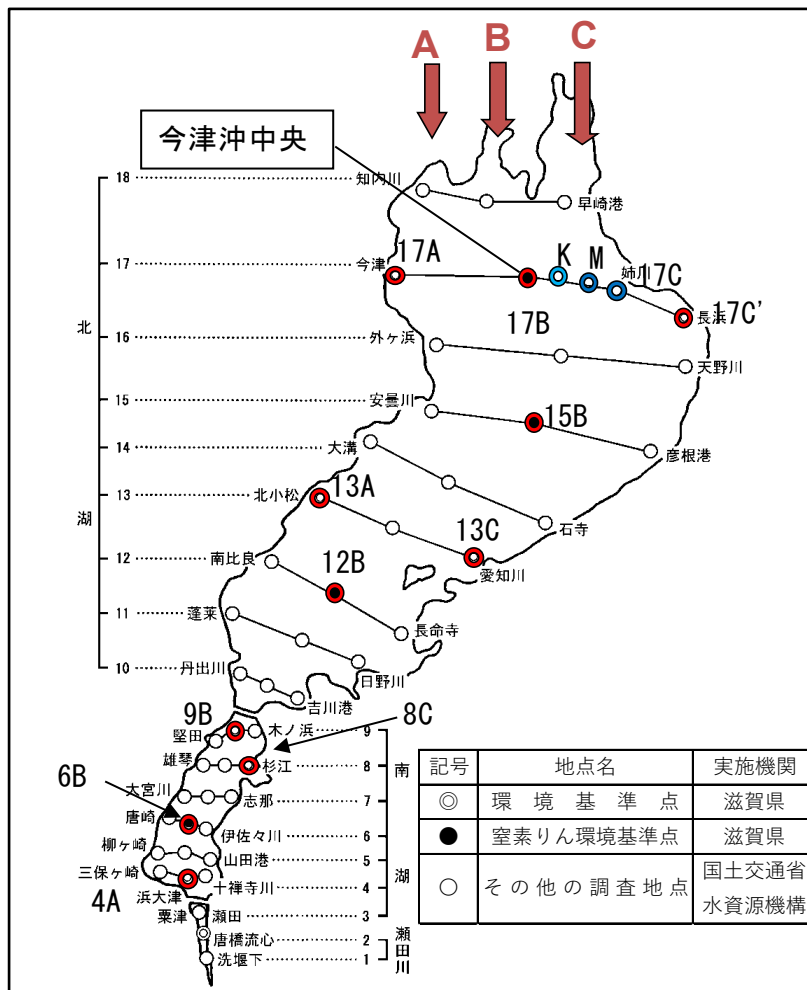 A B C
今津沖中央
18 知内川 早崎港
17 今津 17A K M 姉川 17C
長浜 17C'
17B
北
16 外ヶ浜 天野川
15 安曇川 15B 彦根港
14 大溝 石寺
湖
13 北小松 13A 13C 愛知川
12 南比良 12B 長命寺
11 蓬莱 日野川
10 丹出川 吉川港
9B 8C
堅田 木ノ浜 9
雄琴 杉江 8
南
6B
大宮川 志那 7
唐崎 伊佐々川 6
柳ヶ崎 山田港 5
湖
三保ヶ崎 十禅寺川 4
4A 浜大津
粟津 瀬田 3
唐橋流心 2
洗堰下 1
瀬田川
記号 地点名 実施機関
◎ 環境基準点 滋賀県
● 窒素りん環境基準点 滋賀県
○ その他の調査地点 国土交通省
水資源機構